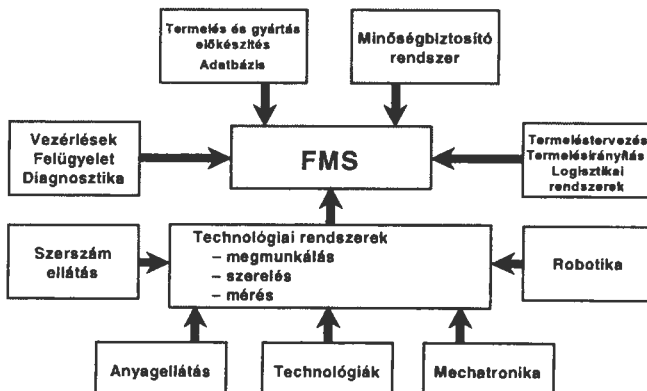 Termelés és gyártás
előkészítés
Adatbázis
Minőségbiztosító
rendszer
Vezérlések
Felügyelet
Diagnosztika
FMS
Termeléstervezés
Termelésirányítás
Logisztikai
rendszerek
Szerszám
ellátás
Technológiai rendszerek
– megmunkálás
– szerelés
– mérés
Robotika
Anyagellátás
Technológiák
Mechatronika